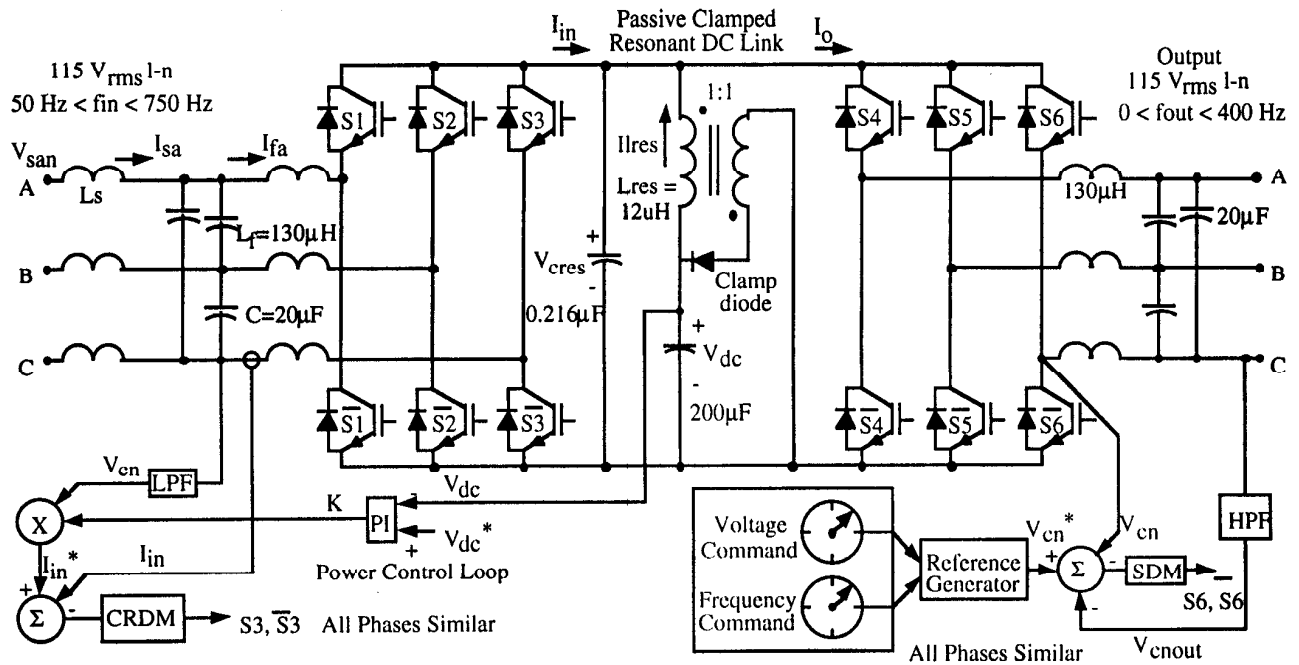 Passive Clamped
Resonant DC Link
I_in
I_o
115 V_rms l-n
50 Hz < fin < 750 Hz
Output
115 V_rms l-n
0 < fout < 400 Hz
S1
S2
S3
1:1
S4
S5
S6
V_san
I_sa
I_fa
Ilres
A
Ls
Lres =
12uH
130μH
A
L_f=130μH
20μF
B
+
V_cres
-
Clamp
diode
B
C=20μF
0.216μF
+
V_dc
-
C
C
200μF
S̅1̅
S̅2̅
S̅3̅
S̅4̅
S̅5̅
S̅6̅
V_cn
LPF
V_dc
K
-
PI
X
V_dc*
+
Voltage
Command
V_cn*
V_cn
HPF
I_in*
I_in
Power Control Loop
Reference
Generator
+
Σ
-
SDM
+
Σ
-
CRDM
S3, S̅3̅
All Phases Similar
Frequency
Command
-
S6, S̅6̅
V_cnout
All Phases Similar